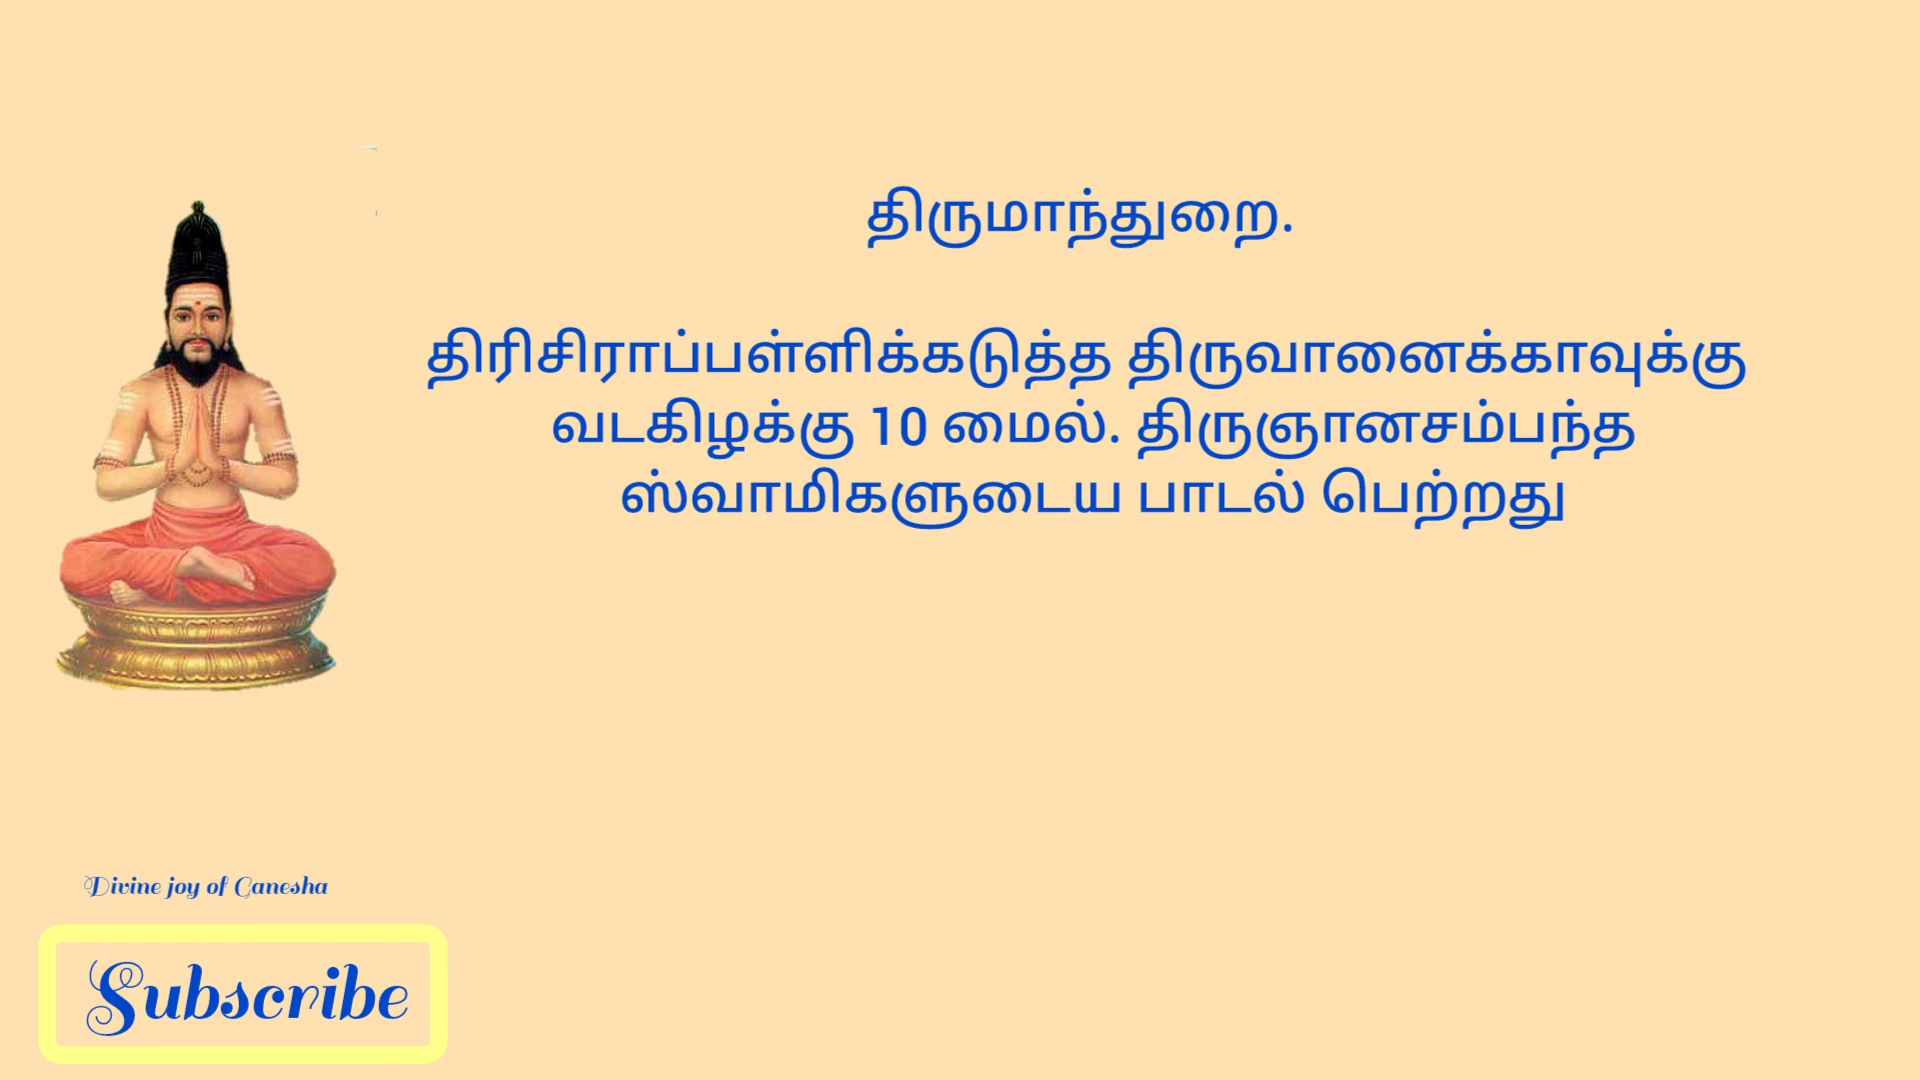 திருமாந்துறை.
திரிசிராப்பள்ளிக்கடுத்த திருவானைக்காவுக்கு
வடகிழக்கு 10 மைல். திருஞானசம்பந்த
ஸ்வாமிகளுடைய பாடல் பெற்றது
Divine joy of Ganesha
Subscribe